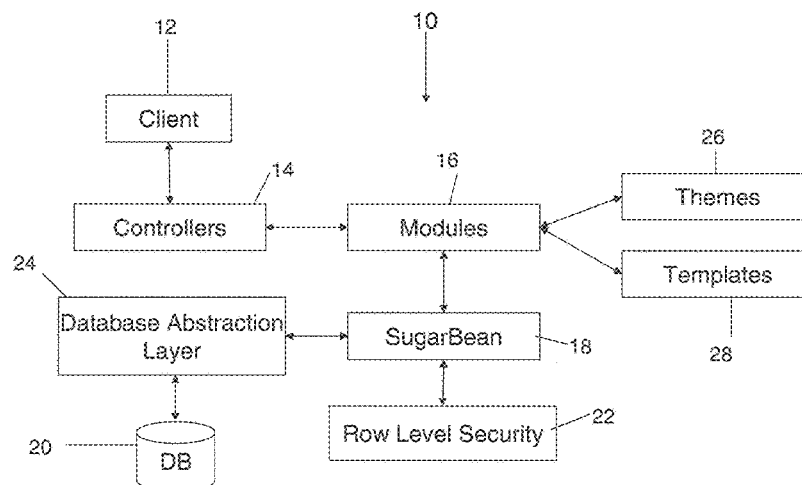 12
10
Client
14
16
26
Controllers
Modules
Themes
24
Templates
Database Abstraction
Layer
SugarBean
18
28
20
DB
Row Level Security
22